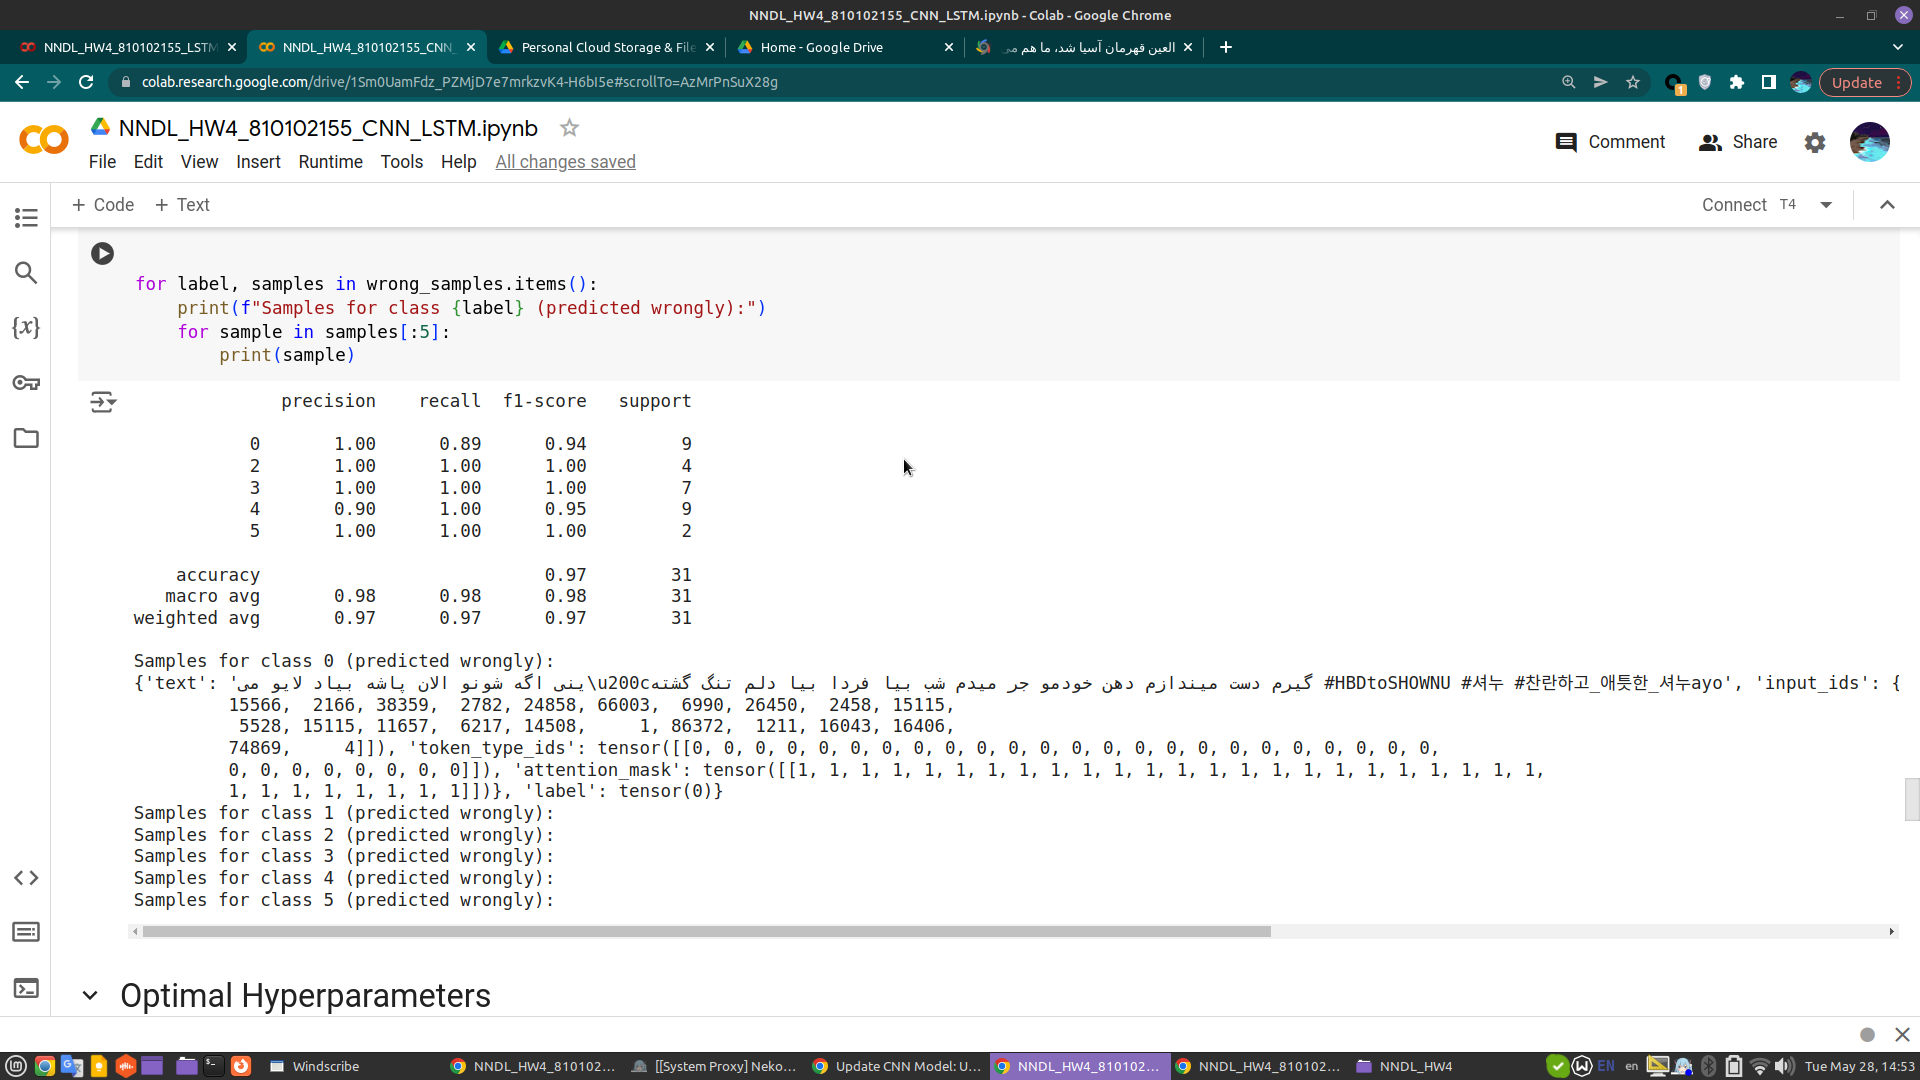 NNDL_HW4_810102155_CNN_LSTM.ipynb - Colab - Google Chrome
NNDL_HW4_810102155_LSTM
NNDL_HW4_810102155_CNN_
Personal Cloud Storage & File
Home - Google Drive
العین قهرمان آسیا شد، ما هم می
colab.research.google.com/drive/1Sm0UamFdz_PZMjD7e7mrkzvK4-H6bI5e#scrollTo=AzMrPnSuX28g
1
Update
NNDL_HW4_810102155_CNN_LSTM.ipynb
File Edit View Insert Runtime Tools Help All changes saved
Comment
Share
+ Code + Text
Connect T4
{x}
for label, samples in wrong_samples.items():
print(f"Samples for class {label} (predicted wrongly):")
for sample in samples[:5]:
print(sample)
precision recall f1-score support
0 1.00 0.89 0.94 9
2 1.00 1.00 1.00 4
3 1.00 1.00 1.00 7
4 0.90 1.00 0.95 9
5 1.00 1.00 1.00 2
accuracy 0.97 31
macro avg 0.98 0.98 0.98 31
weighted avg 0.97 0.97 0.97 31
Samples for class 0 (predicted wrongly):
{'text': 'ینی اگه شونو الان پاشه بیاد لایو می\u200cگیرم دست میندازم دهن خودمو جر میدم شب بیا فردا بیا دلم تنگ گشته #HBDtoSHOWNU #셔누 #찬란하고_애틋한_셔누ayo', 'input_ids': {
15566, 2166, 38359, 2782, 24858, 66003, 6990, 26450, 2458, 15115,
5528, 15115, 11657, 6217, 14508, 1, 86372, 1211, 16043, 16406,
74869, 4]]), 'token_type_ids': tensor([[0, 0, 0, 0, 0, 0, 0, 0, 0, 0, 0, 0, 0, 0, 0, 0, 0, 0, 0, 0, 0, 0, 0, 0,
0, 0, 0, 0, 0, 0, 0, 0]]), 'attention_mask': tensor([[1, 1, 1, 1, 1, 1, 1, 1, 1, 1, 1, 1, 1, 1, 1, 1, 1, 1, 1, 1, 1, 1, 1, 1,
1, 1, 1, 1, 1, 1, 1, 1]])}, 'label': tensor(0)}
Samples for class 1 (predicted wrongly):
Samples for class 2 (predicted wrongly):
Samples for class 3 (predicted wrongly):
Samples for class 4 (predicted wrongly):
Samples for class 5 (predicted wrongly):
Optimal Hyperparameters
Windscribe
NNDL_HW4_810102...
[[System Proxy] Neko...
Update CNN Model: U...
NNDL_HW4_810102...
NNDL_HW4_810102...
NNDL_HW4
EN
en
Tue May 28, 14:53